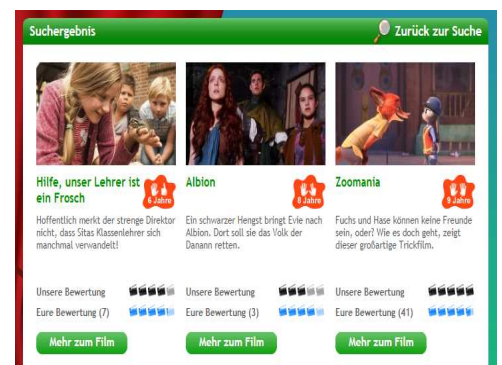 Suchergebnis
Zurück zur Suche
Hilfe, unser Lehrer ist
ein Frosch
6 Jahre
Hoffentlich merkt der strenge Direktor
nicht, dass Sitas Klassenlehrer sich
manchmal verwandelt!
Unsere Bewertung
Eure Bewertung (7)
Mehr zum Film
Albion
8 Jahre
Ein schwarzer Hengst bringt Evie nach
Albion. Dort soll sie das Volk der
Danann retten.
Unsere Bewertung
Eure Bewertung (3)
Mehr zum Film
Zoomania
9 Jahre
Fuchs und Hase können keine Freunde
sein, oder? Wie es doch geht, zeigt
dieser großartige Trickfilm.
Unsere Bewertung
Eure Bewertung (41)
Mehr zum Film